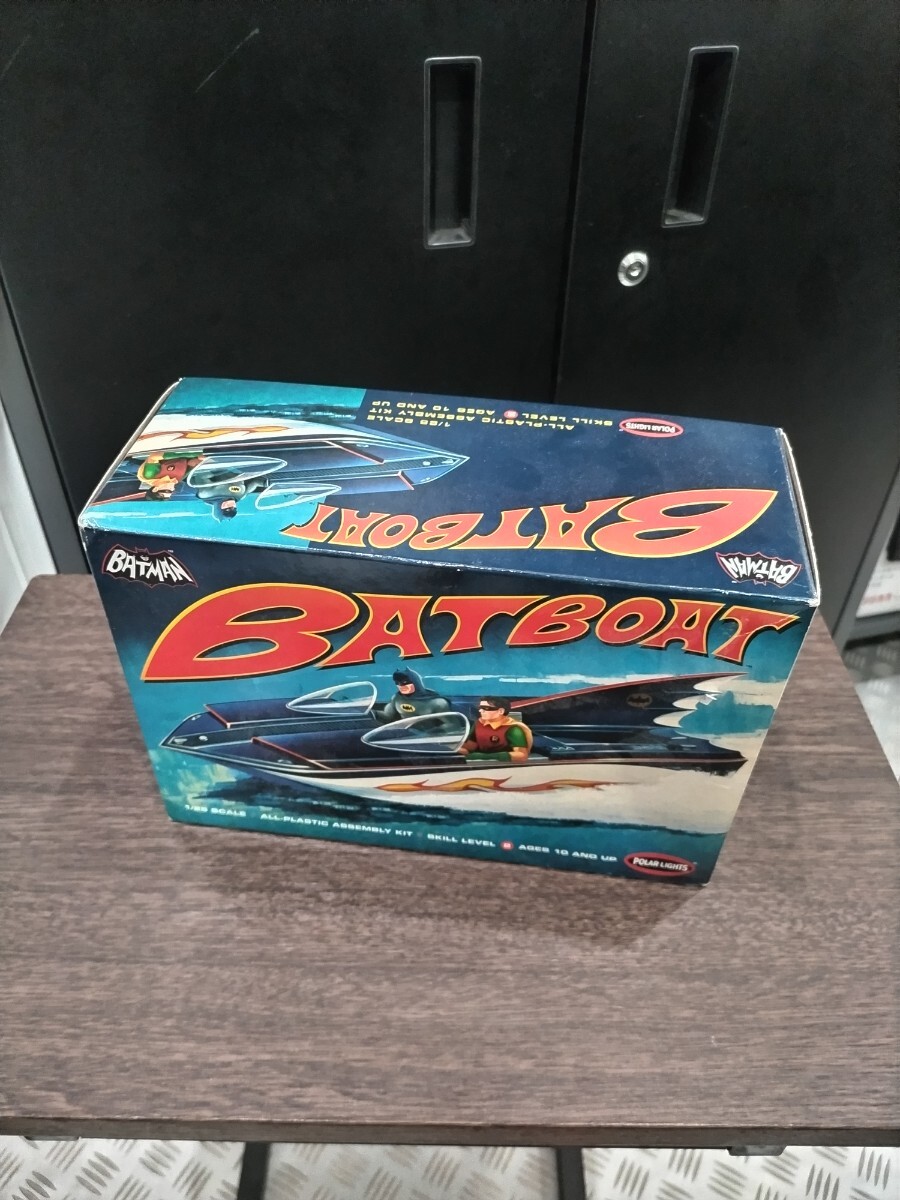 1/25 SCALE
ALL-PLASTIC ASSEMBLY KIT
SKILL LEVEL 2 AGES 10 AND UP
POLAR LIGHTS
BATBOAT
BATMAN
BATMAN
BATBOAT
1/25 SCALE ALL-PLASTIC ASSEMBLY KIT SKILL LEVEL 2 AGES 10 AND UP
POLAR LIGHTS